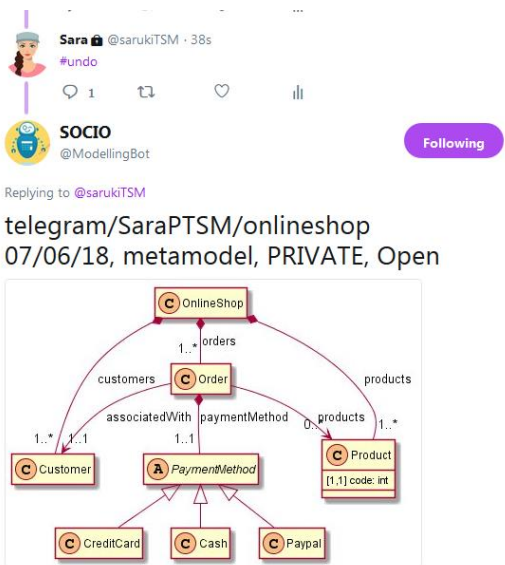 Sara @sarukiTSM · 38s
#undo
1
SOCIO
@ModellingBot
Following
Replying to @sarukiTSM
telegram/SaraPTSM/onlineshop
07/06/18, metamodel, PRIVATE, Open
C OnlineShop
orders
1..*
C Order
customers
products
associatedWith
paymentMethod
products
1..*
1..1
1..1
0..*
1..*
C Customer
A PaymentMethod
C Product
[1,1] code: int
C CreditCard
C Cash
C Paypal